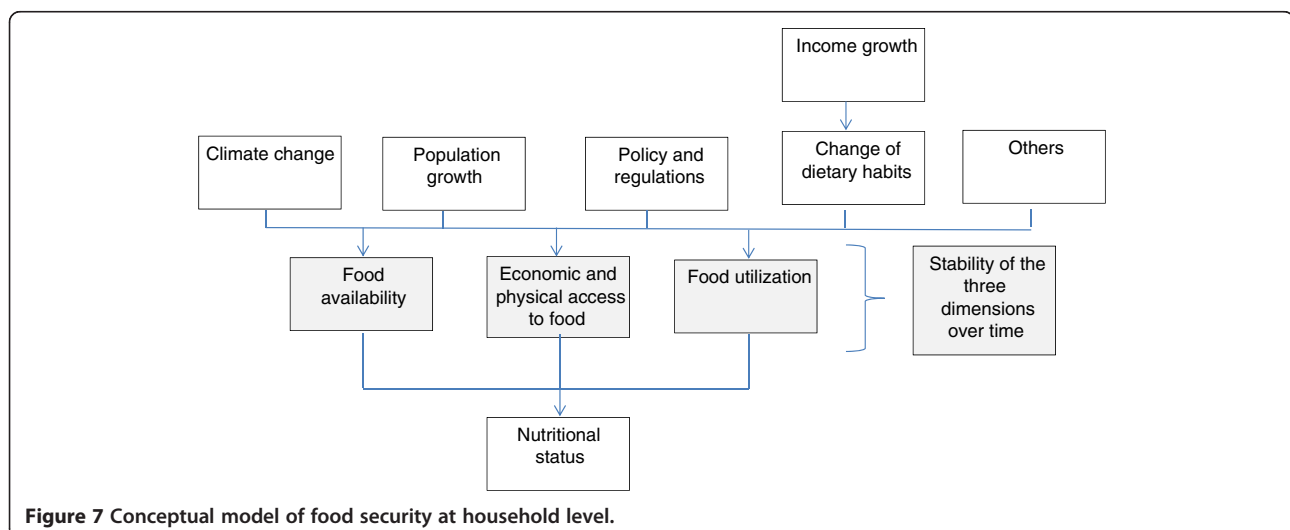 Income growth
Climate change
Population
growth
Policy and
regulations
Change of
dietary habits
Others
Food
availability
Economic and
physical access
to food
Food utilization
Stability of the
three
dimensions
over time
Nutritional
status
Figure 7 Conceptual model of food security at household level.